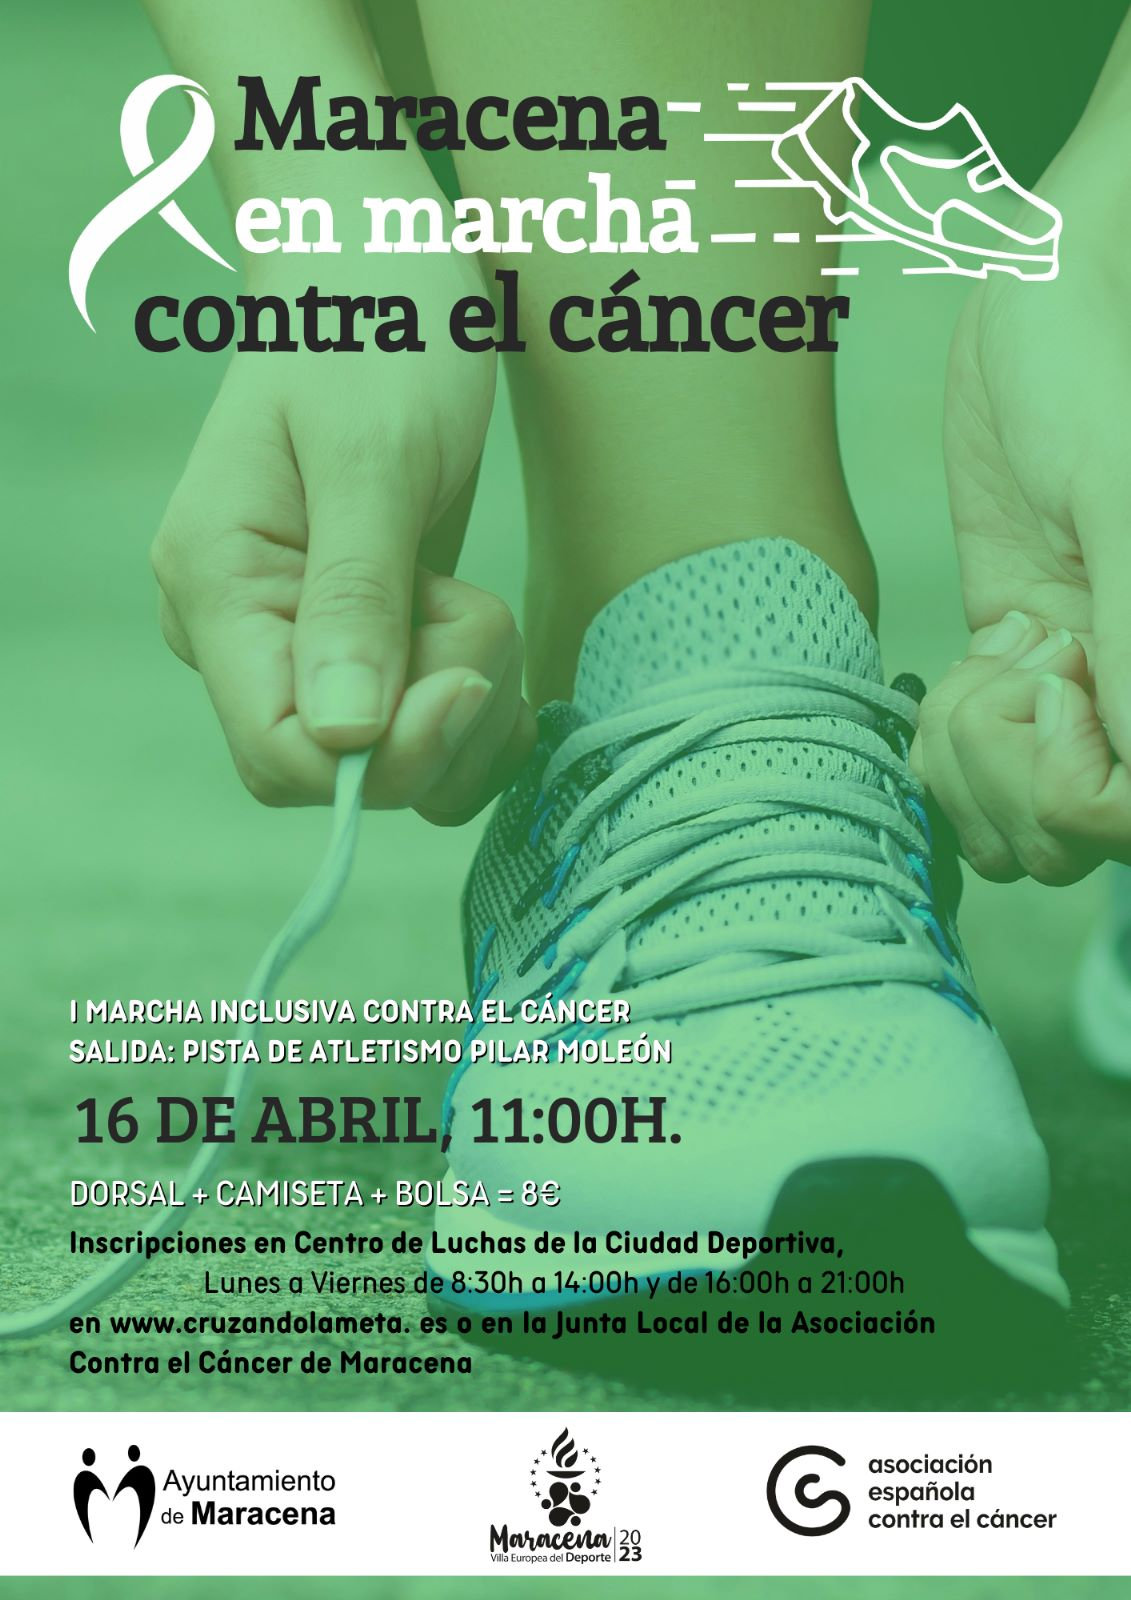 Maracena
en marcha
contra el cáncer
I MARCHA INCLUSIVA CONTRA EL CÁNCER
SALIDA: PISTA DE ATLETISMO PILAR MOLEÓN
16 DE ABRIL, 11:00H.
DORSAL + CAMISETA + BOLSA = 8€
Inscripciones en Centro de Luchas de la Ciudad Deportiva,
Lunes a Viernes de 8:30h a 14:00h y de 16:00h a 21:00h
en www.cruzandolameta. es o en la Junta Local de la Asociación
Contra el Cáncer de Maracena
Ayuntamiento
de Maracena
Maracena 2023
Villa Europea del Deporte
asociación
española
contra el cáncer